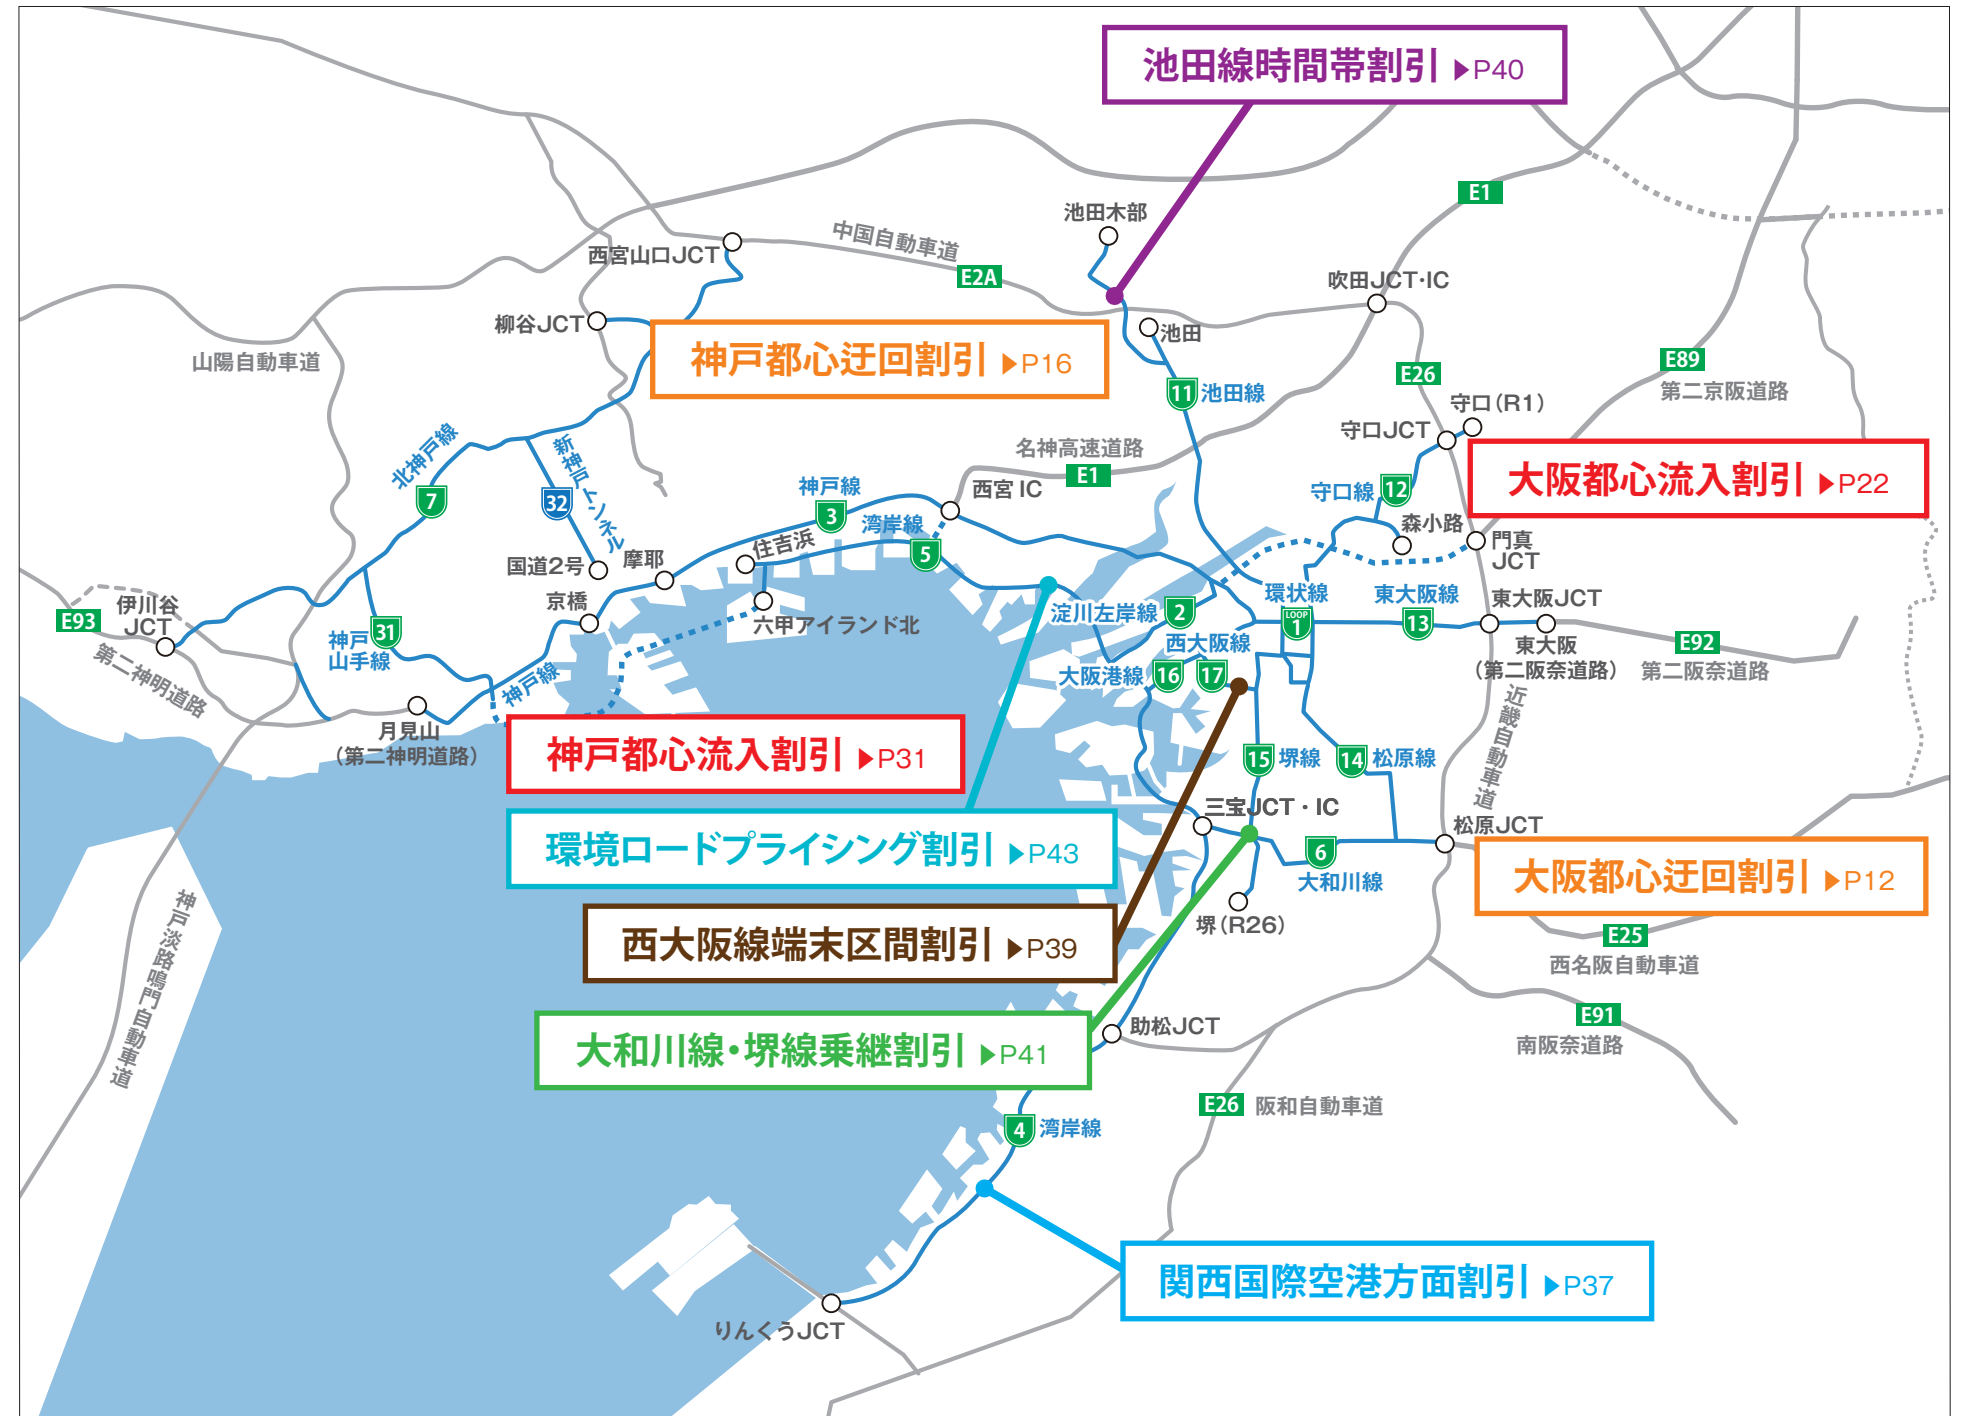 池田線時間帯割引 ▶P40
E1
池田木部
中国自動車道
西宮山口JCT
E2A
吹田JCT・IC
柳谷JCT
池田
山陽自動車道
神戸都心迂回割引 ▶P16
E26
E89
第二京阪道路
11 池田線
守口（R1）
守口JCT
北神戸線
新神戸トンネル
名神高速道路
E1
大阪都心流入割引 ▶P22
7
32
神戸線
3
西宮 IC
守口線 12
湾岸線
5
森小路
門真
JCT
住吉浜
摩耶
国道2号
京橋
E93
伊川谷
JCT
六甲アイランド北
淀川左岸線 2
環状線
LOOP
1
東大阪線
13
東大阪JCT
東大阪
（第二阪奈道路）
E92
第二阪奈道路
神戸
山手線
31
西大阪線
大阪港線 16 17
第二神明道路
神戸線
月見山
（第二神明道路）
近畿自動車道
神戸都心流入割引 ▶P31
15 堺線
14 松原線
三宝JCT・IC
松原JCT
環境ロードプライシング割引 ▶P43
6
大和川線
大阪都心迂回割引 ▶P12
堺（R26）
西大阪線端末区間割引 ▶P39
E25
西名阪自動車道
神戸淡路鳴門自動車道
E91
南阪奈道路
助松JCT
大和川線・堺線乗継割引 ▶P41
E26 阪和自動車道
4 湾岸線
関西国際空港方面割引 ▶P37
りんくうJCT